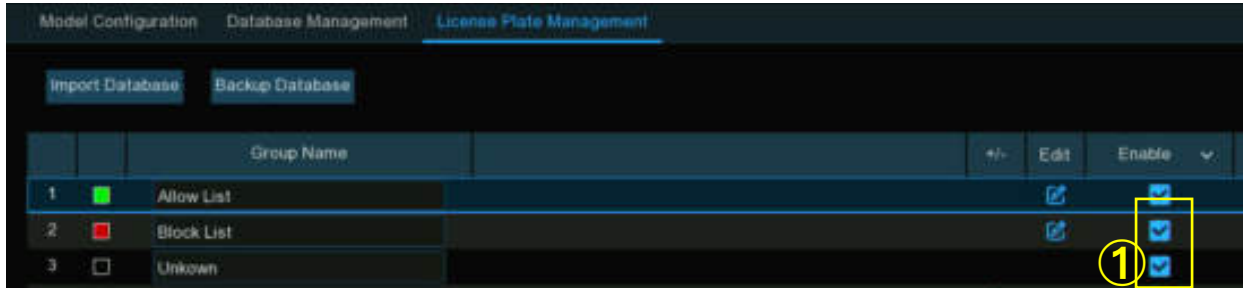 Model Configuration Database Management License Plate Management
Import Database Backup Database
Group Name +/- Edit Enable
1 Allow List
2 Block List
3 Unkown
①